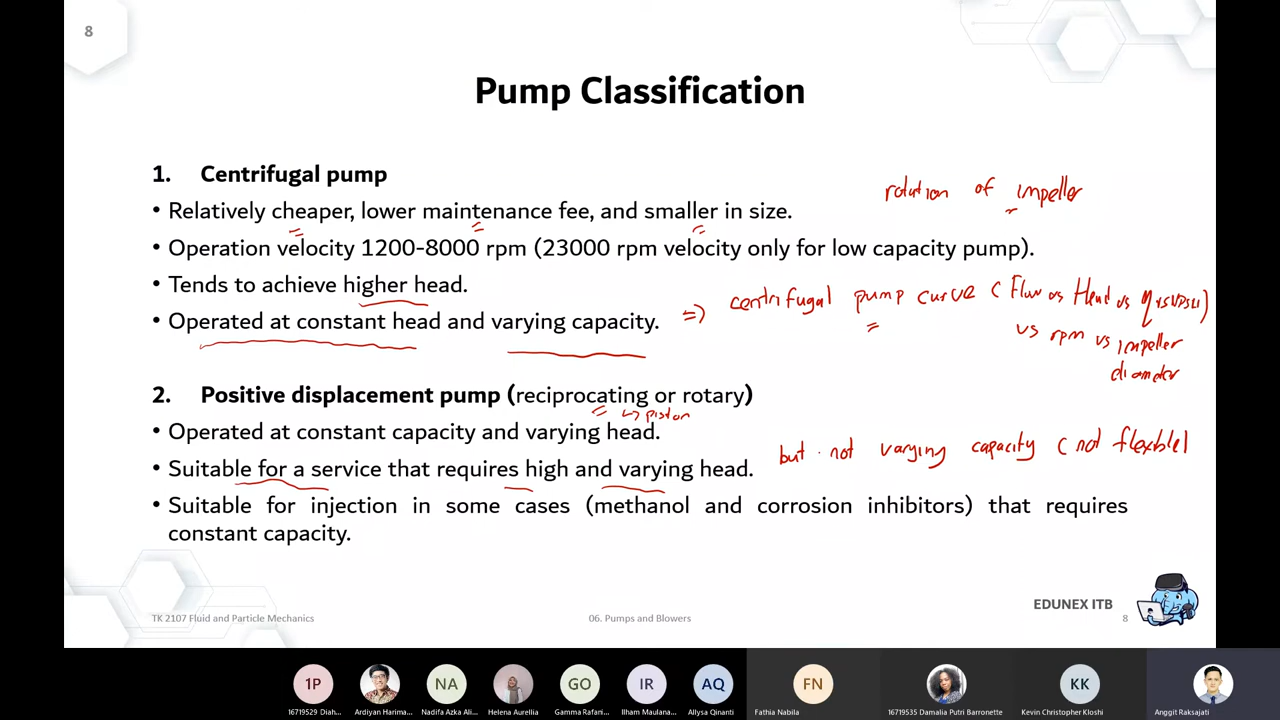 8
Pump Classification
1. Centrifugal pump
rotation of impeller
• Relatively cheaper, lower maintenance fee, and smaller in size.
• Operation velocity 1200-8000 rpm (23000 rpm velocity only for low capacity pump).
• Tends to achieve higher head.
• Operated at constant head and varying capacity.
=> centrifugal pump curve ( Flow vs Head vs η vs NPSH)
vs rpm vs impeller
diameter
2. Positive displacement pump (reciprocating or rotary)
↳ piston
• Operated at constant capacity and varying head.
but not varying capacity ( not flexible)
• Suitable for a service that requires high and varying head.
• Suitable for injection in some cases (methanol and corrosion inhibitors) that requires
constant capacity.
EDUNEX ITB
TK 2107 Fluid and Particle Mechanics
06. Pumps and Blowers
8
1P
NA
GO
IR
AQ
FN
KK
16719529 Diah...
Ardiyan Harima...
Nadifa Azka Ali...
Helena Aurellia
Gamma Rafari...
Ilham Maulana...
Allysa Qinanti
Fathia Nabila
16719535 Damalia Putri Barronette
Kevin Christopher Kloshi
Anggit Raksajati